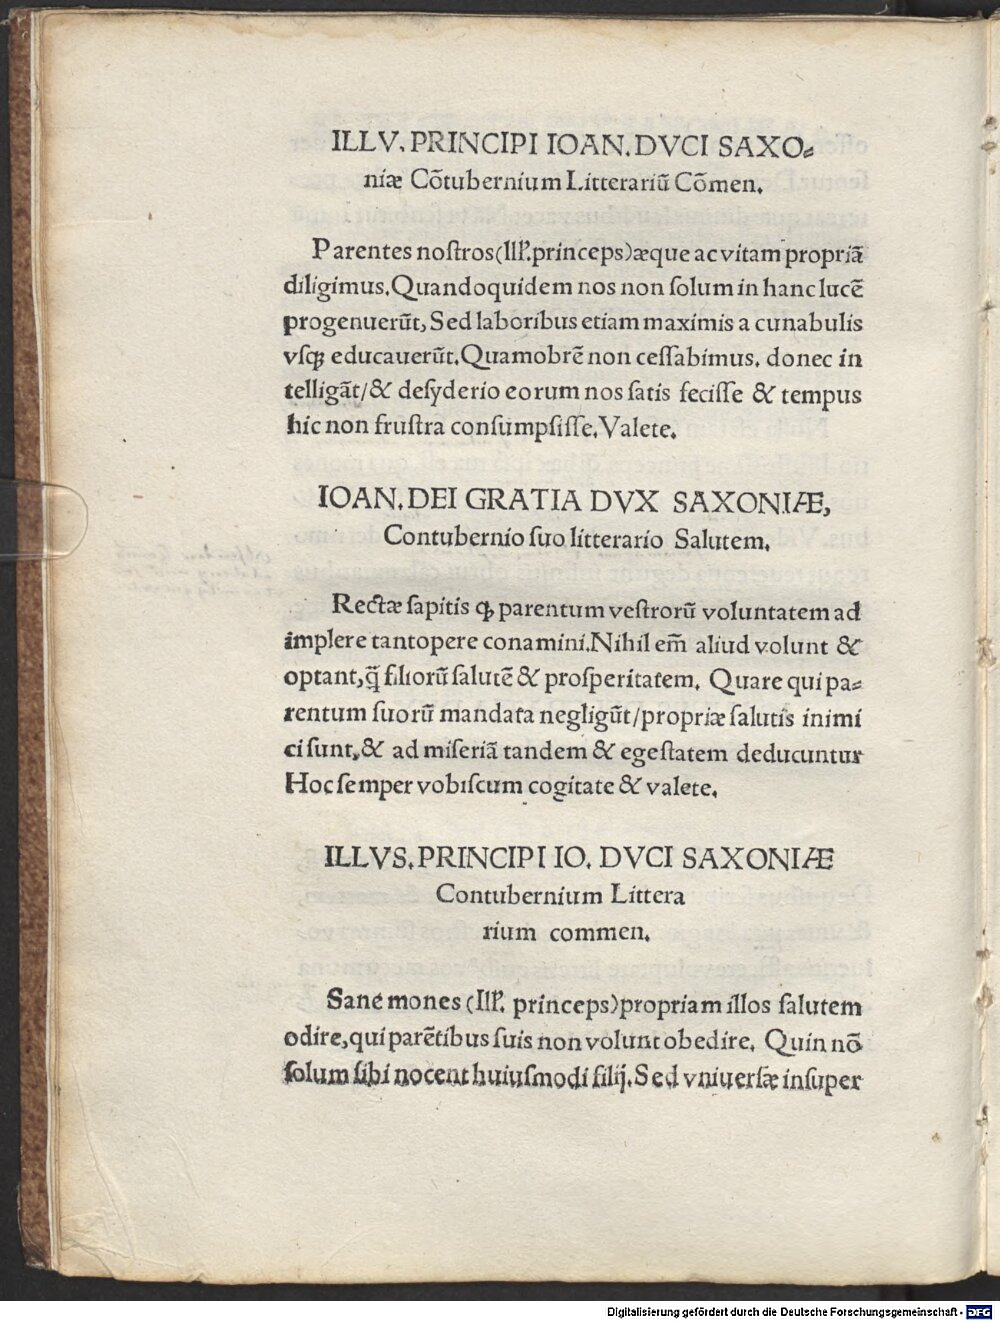 ILLV. PRINCIPI IOAN. DVCI SAXO⸗
niæ Cõtubernium Litterariũ Cõmen.
Parentes noſtros (Ill⁹. princeps) æque ac vitam propriã
diligimus. Quandoquidem nos non ſolum in hanc lucẽ
progenuerũt, Sed laboribus etiam maximis a cunabulis
vſqꝫ educauerũt. Quamobrẽ non ceſſabimus. donec in
telligãt/ & deſyderio eorum nos ſatis feciſſe & tempus
hic non fruſtra conſumpſiſſe. Valete.
IOAN. DEI GRATIA DVX SAXONIÆ,
Contubernio ſuo litterario Salutem.
Rectæ ſapitis ꝙ parentum veſtrorũ voluntatem ad
implere tantopere conamini. Nihil em̃ aliud volunt &
optant, q̃ filiorũ ſalutẽ & proſperitatem. Quare qui pa⸗
rentum ſuorũ mandata negligũt/ propriæ ſalutis inimi
ci ſunt, & ad miſeriã tandem & egeſtatem deducuntur
Hoc ſemper vobiſcum cogitate & valete.
ILLVS. PRINCIPI IO. DVCI SAXONIÆ
Contubernium Littera
rium commen.
Sane mones (Ill⁹. princeps) propriam illos ſalutem
odire, qui parẽtibus ſuis non volunt obedire. Quin nõ
ſolum ſibi nocent huiuſmodi filij. Sed vniuerſæ inſuper
Digitalisierung gefördert durch die Deutsche Forschungsgemeinschaft - DFG